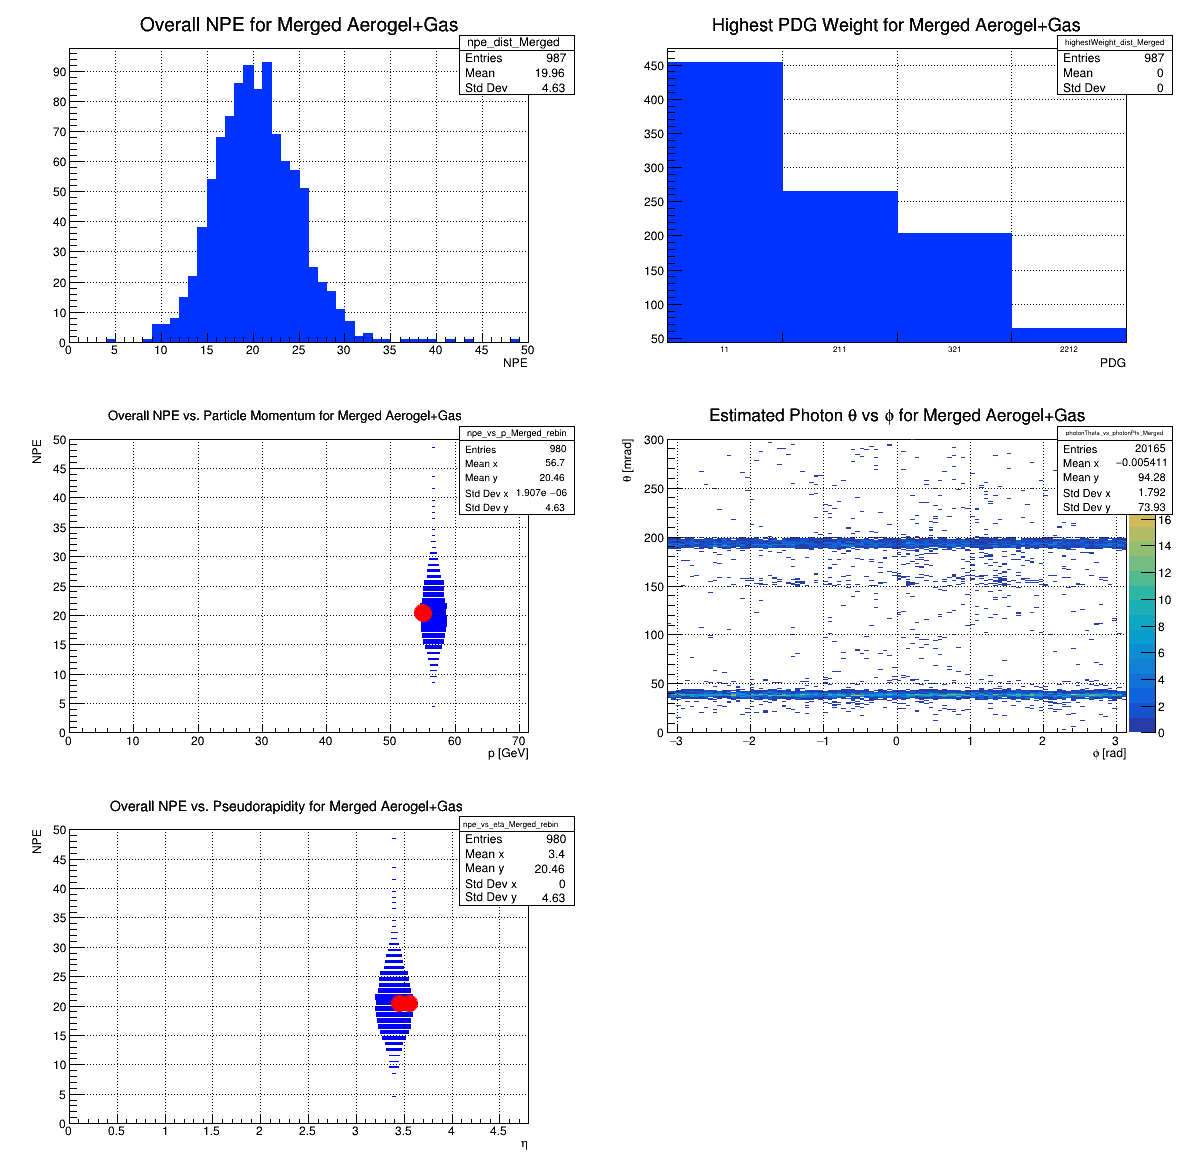 Overall NPE for Merged Aerogel+Gas
npe_dist_Merged
Entries 987
Mean 19.96
Std Dev 4.63
90
80
70
60
50
40
30
20
10
0
0 5 10 15 20 25 30 35 40 45 50
NPE
Highest PDG Weight for Merged Aerogel+Gas
highestWeight_dist_Merged
Entries 987
Mean 0
Std Dev 0
450
400
350
300
250
200
150
100
50
11 211 321 2212
PDG
Overall NPE vs. Particle Momentum for Merged Aerogel+Gas
npe_vs_p_Merged_rebin
Entries 980
Mean x 56.7
Mean y 20.46
Std Dev x 1.907e −06
Std Dev y 4.63
NPE
50
45
40
35
30
25
20
15
10
5
0
0 10 20 30 40 50 60 70
p [GeV]
Estimated Photon θ vs ϕ for Merged Aerogel+Gas
photonTheta_vs_photonPhi_Merged
Entries 20165
Mean x −0.005411
Mean y 94.28
Std Dev x 1.792
Std Dev y 73.93
θ [mrad]
300
250
200
150
100
50
0
−3 −2 −1 0 1 2 3
ϕ [rad]
16
14
12
10
8
6
4
2
0
Overall NPE vs. Pseudorapidity for Merged Aerogel+Gas
npe_vs_eta_Merged_rebin
Entries 980
Mean x 3.4
Mean y 20.46
Std Dev x 0
Std Dev y 4.63
NPE
50
45
40
35
30
25
20
15
10
5
0
0 0.5 1 1.5 2 2.5 3 3.5 4 4.5
η